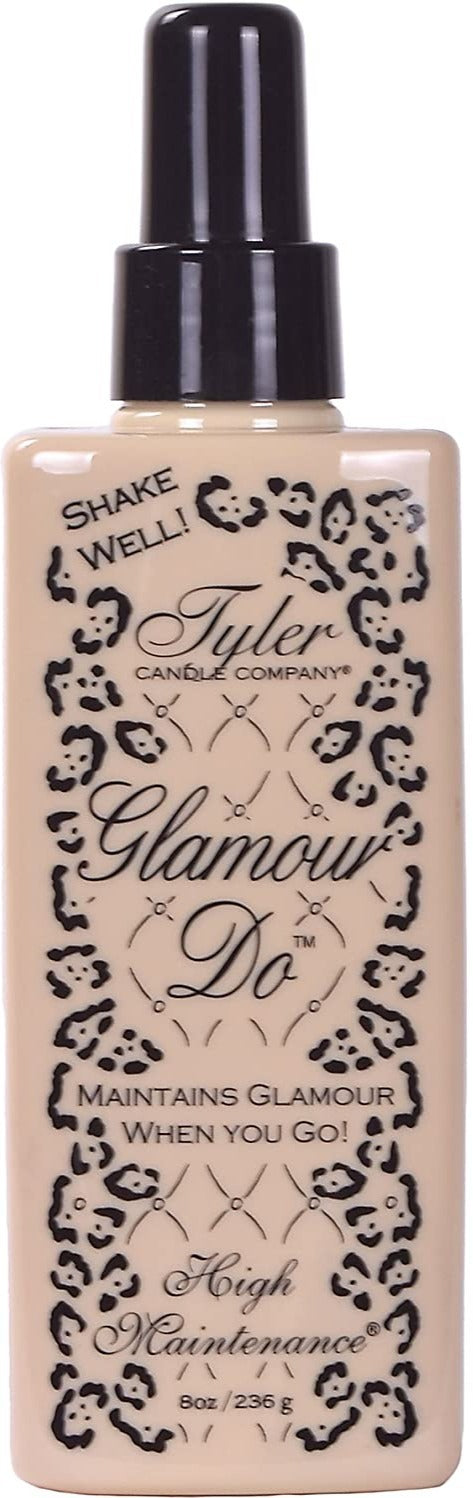 SHAKE
WELL!
Tyler
CANDLE COMPANY®
Glamour
Do™
MAINTAINS GLAMOUR
WHEN YOU GO!
High
Maintenance®
8oz / 236 g